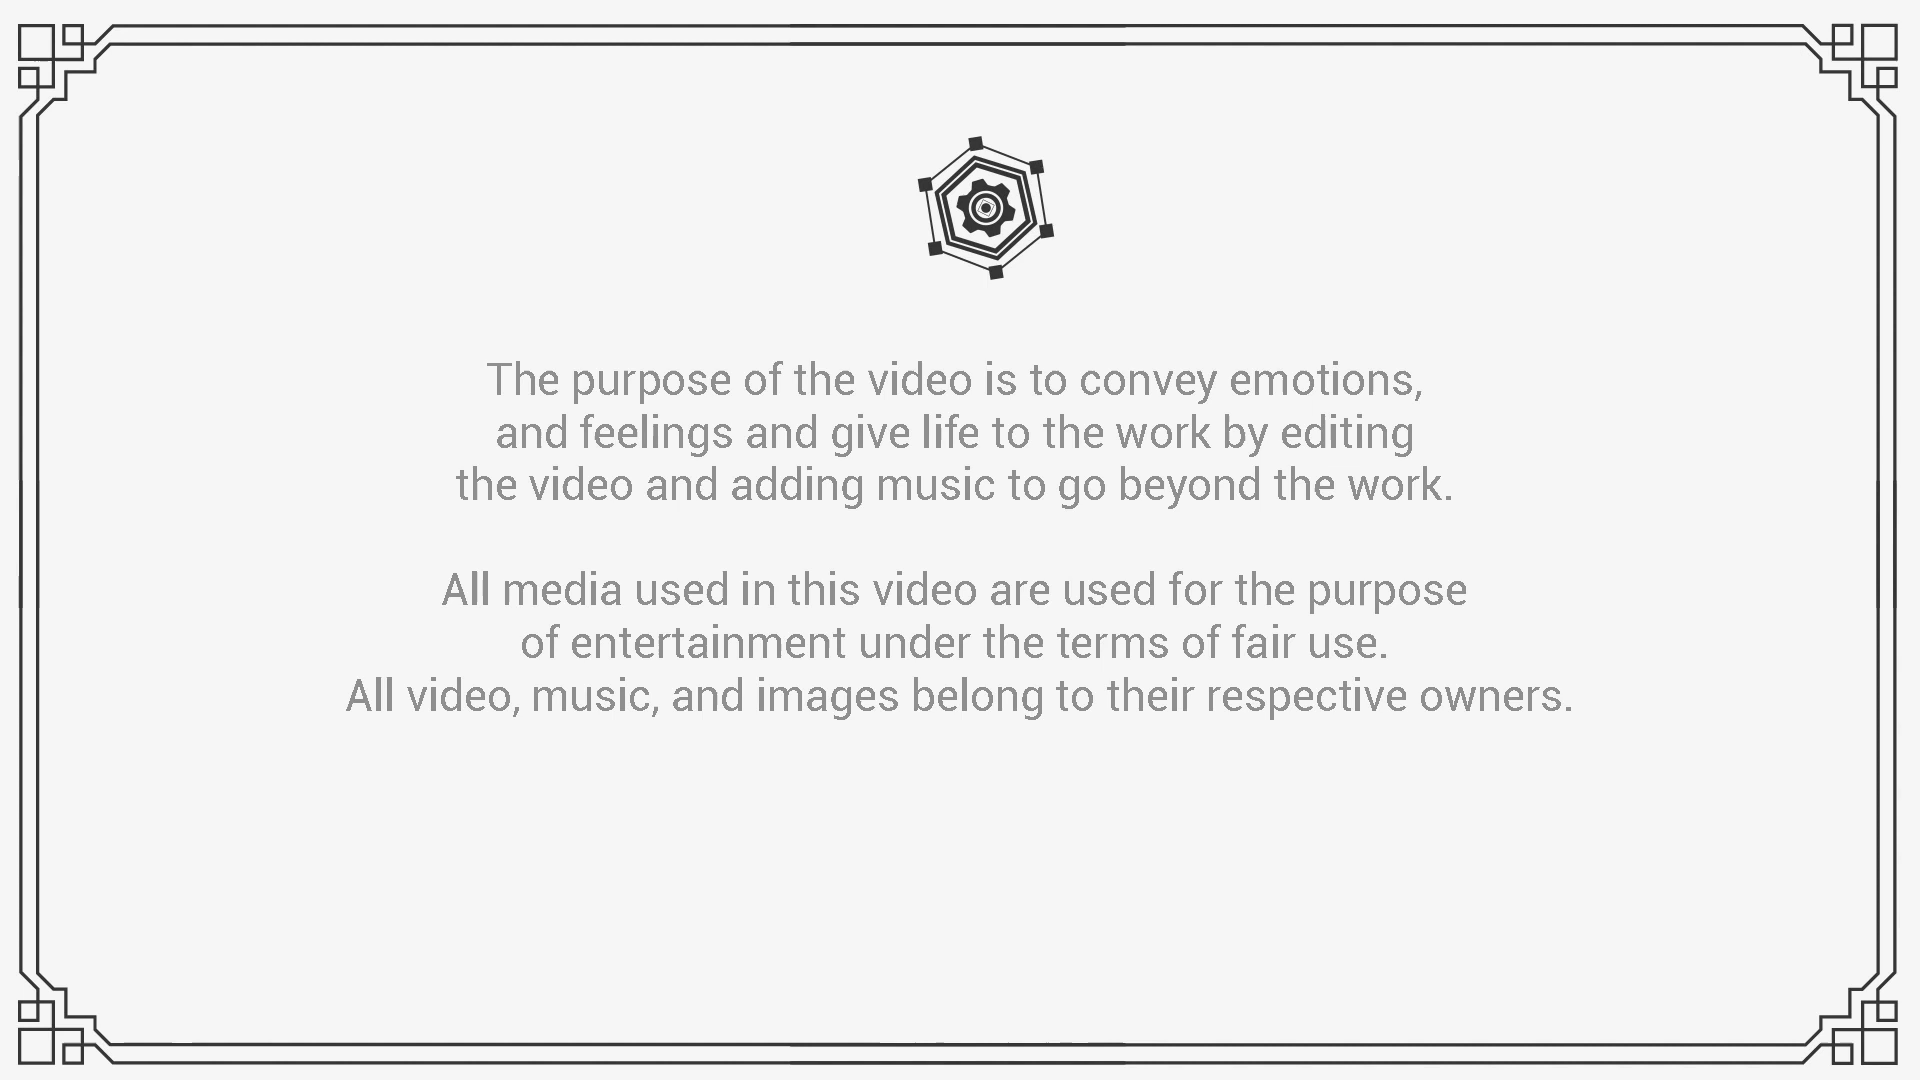 The purpose of the video is to convey emotions,
and feelings and give life to the work by editing
the video and adding music to go beyond the work.
All media used in this video are used for the purpose
of entertainment under the terms of fair use.
All video, music, and images belong to their respective owners.